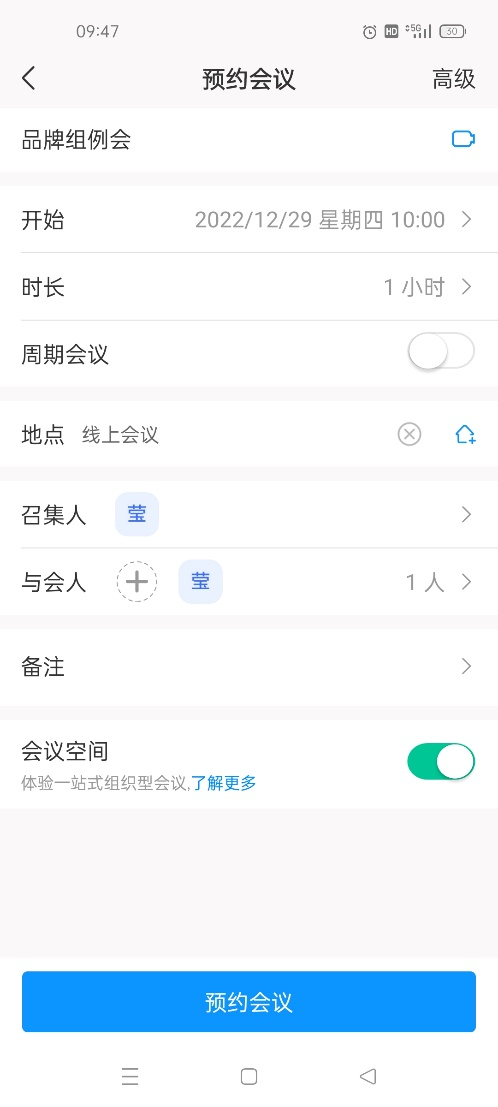 09:47
HD 5G 30
预约会议
高级
品牌组例会
开始 2022/12/29 星期四 10:00
时长 1 小时
周期会议
地点 线上会议
召集人 莹
与会人 莹 1 人
备注
会议空间
体验一站式组织型会议,了解更多
预约会议